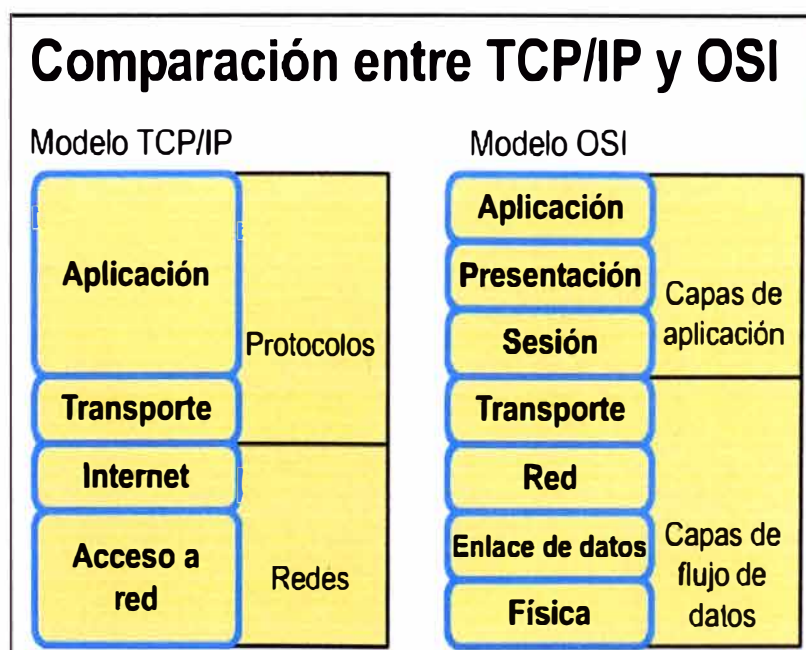 Comparación entre TCP/IP y OSI
Modelo TCP/IP
Aplicación
Transporte
Internet
Acceso a
red
Protocolos
Redes
Modelo OSI
Aplicación
Presentación
Sesión
Transporte
Red
Enlace de datos
Física
Capas de
aplicación
Capas de
flujo de
datos